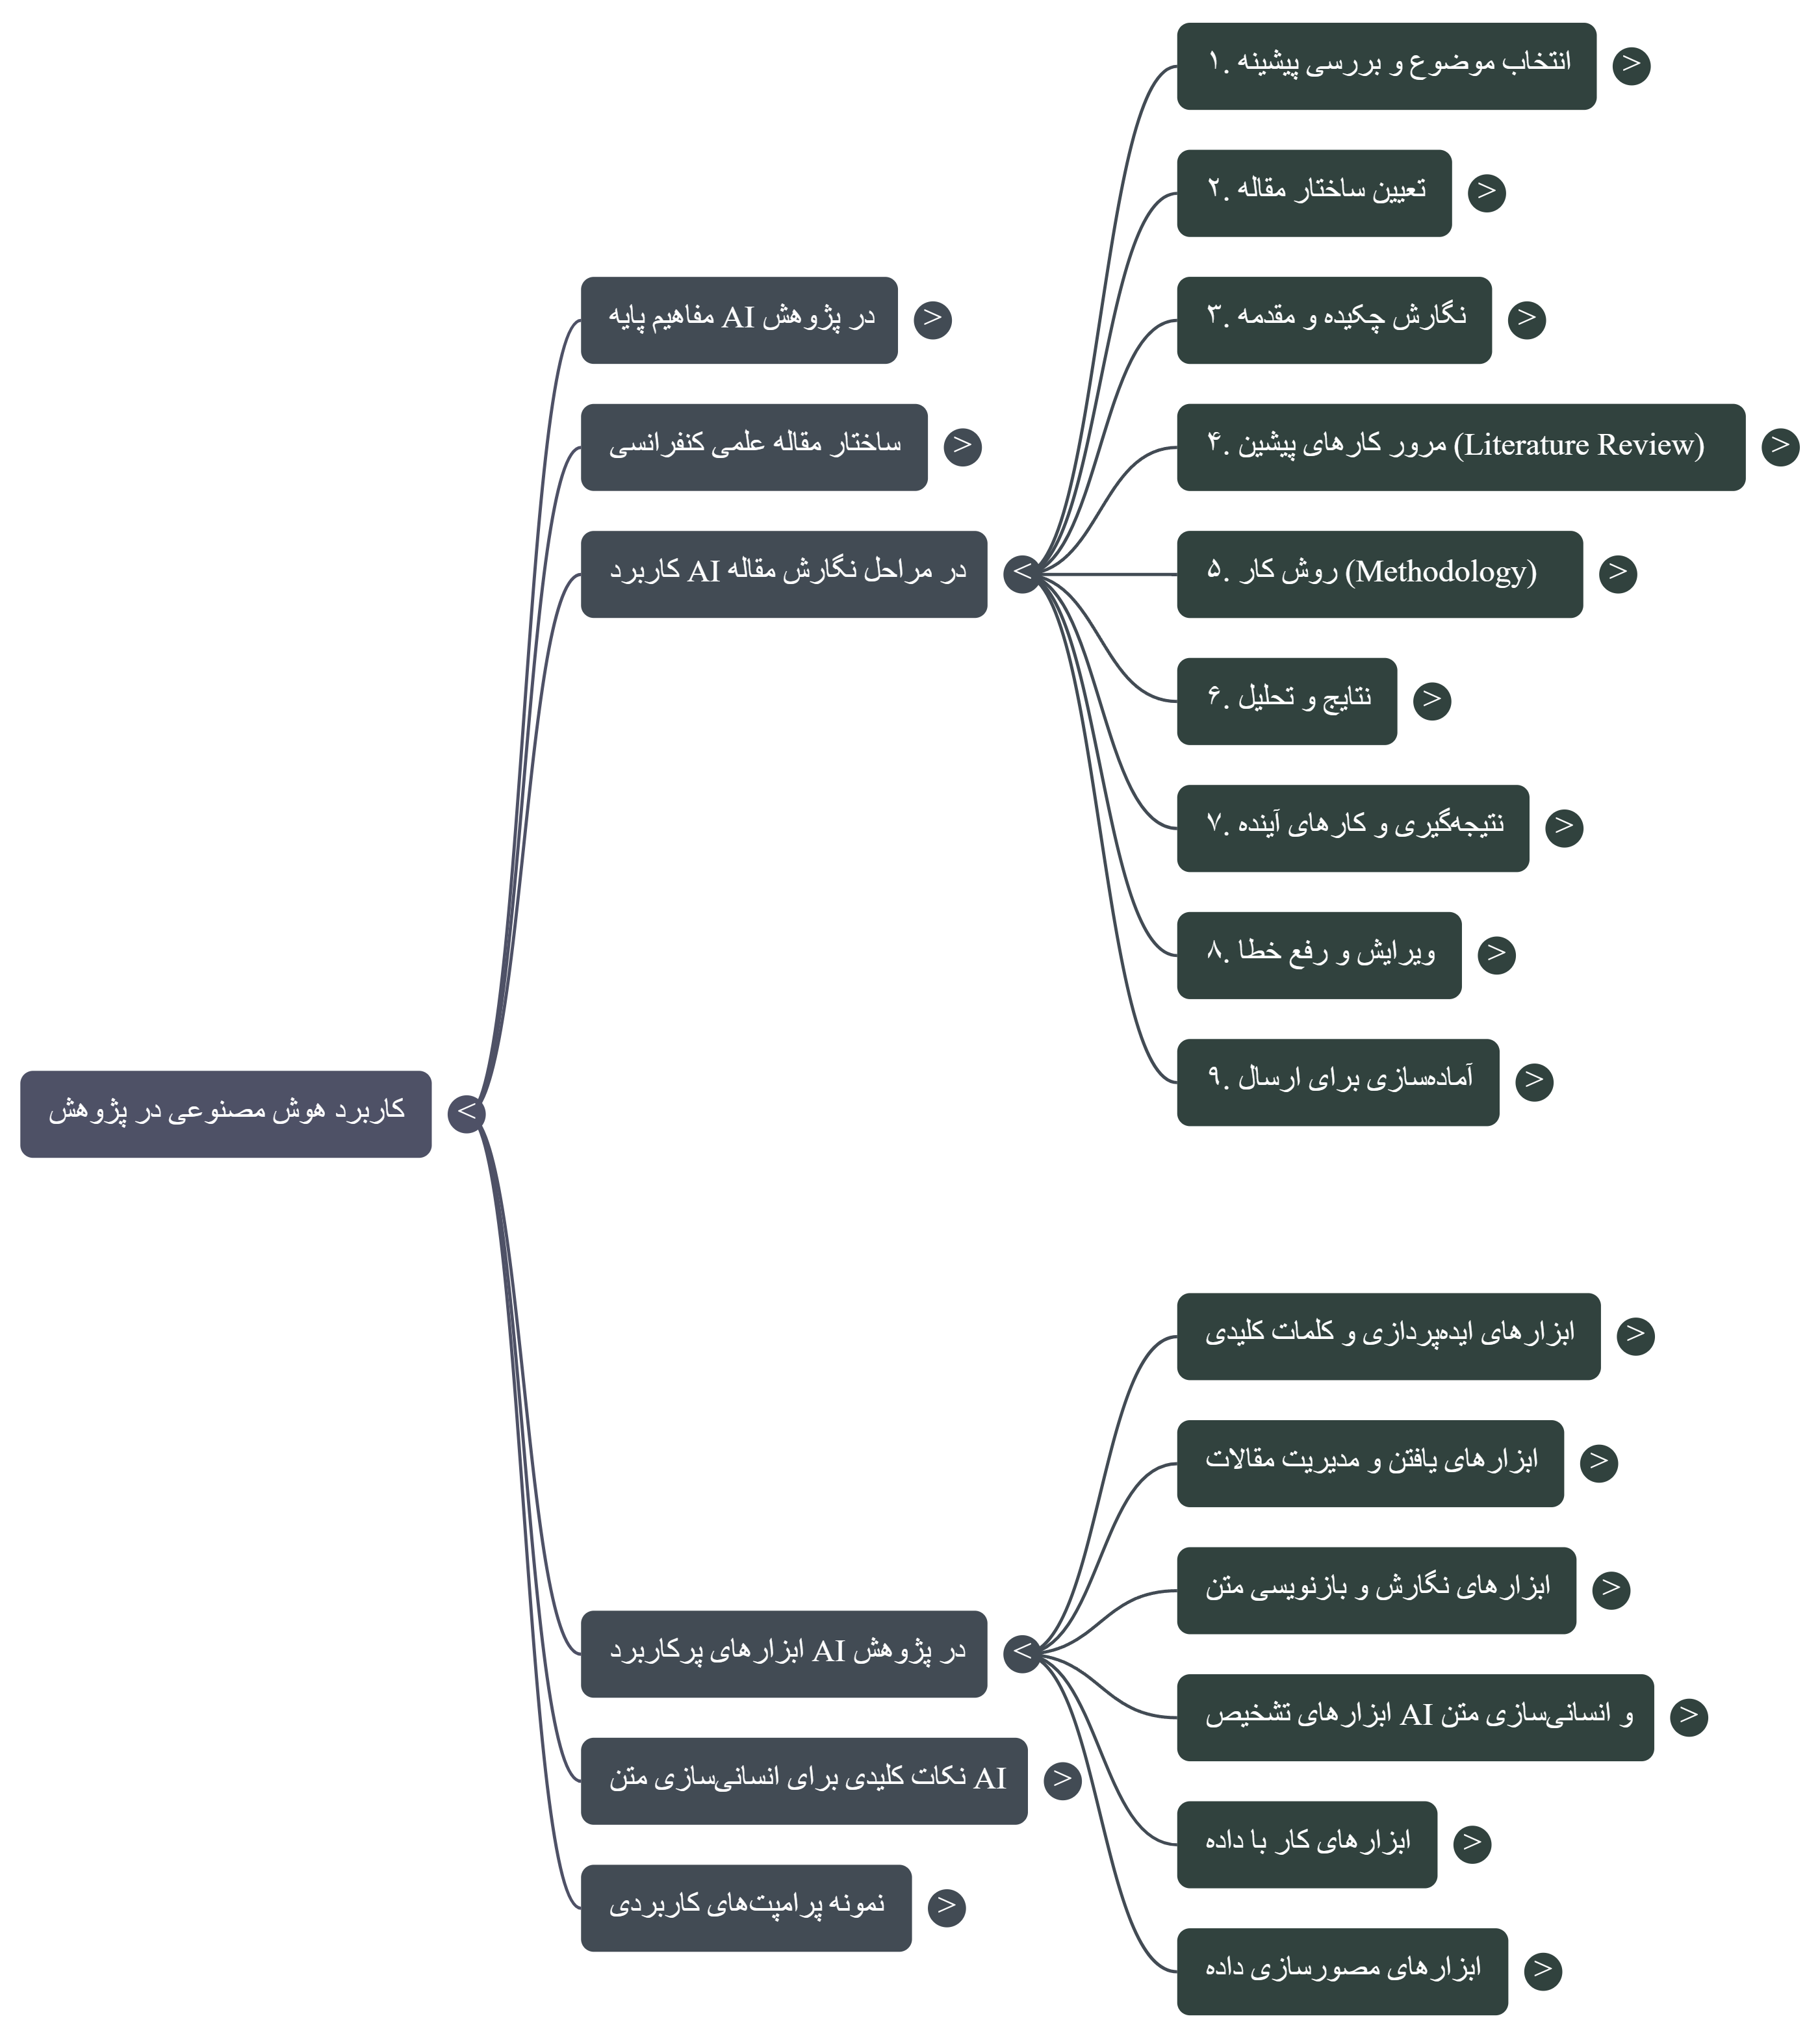 کاربرد هوش مصنوعی در پژوهش
مفاهیم پایه AI در پژوهش
ساختار مقاله علمی کنفرانسی
کاربرد AI در مراحل نگارش مقاله
۱. انتخاب موضوع و بررسی پیشینه
۲. تعیین ساختار مقاله
۳. نگارش چکیده و مقدمه
۴. مرور کارهای پیشین (Literature Review)
۵. روش کار (Methodology)
۶. نتایج و تحلیل
۷. نتیجه‌گیری و کارهای آینده
۸. ویرایش و رفع خطا
۹. آماده‌سازی برای ارسال
ابزارهای پرکاربرد AI در پژوهش
ابزارهای ایده‌پردازی و کلمات کلیدی
ابزارهای یافتن و مدیریت مقالات
ابزارهای نگارش و بازنویسی متن
ابزارهای تشخیص AI و انسانی‌سازی متن
ابزارهای کار با داده
ابزارهای مصورسازی داده
نکات کلیدی برای انسانی‌سازی متن AI
نمونه پرامپت‌های کاربردی